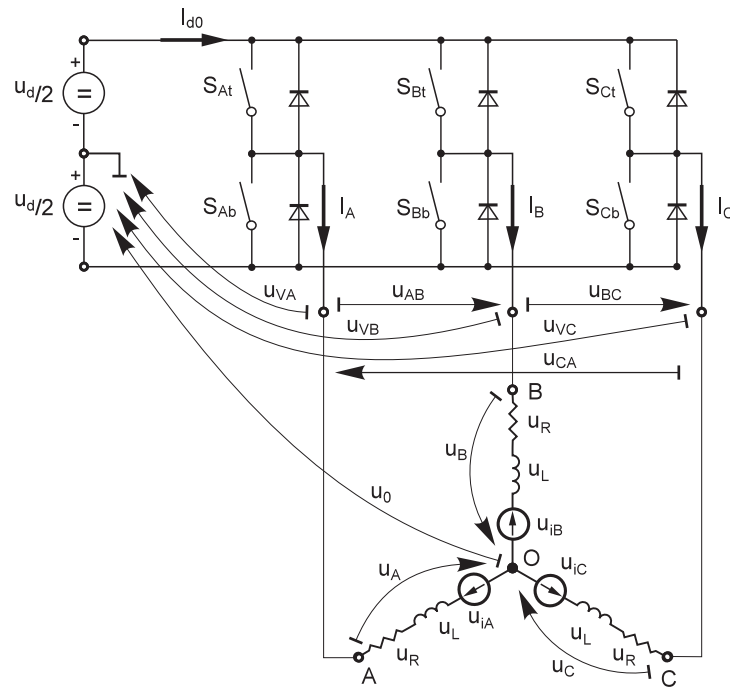 I_d0
+
u_d/2
=
-
S_At
S_Bt
S_Ct
+
u_d/2
=
-
S_Ab
I_A
S_Bb
I_B
S_Cb
u_VA
u_AB
u_BC
u_VB
u_VC
u_CA
B
u_R
u_B
u_L
u_0
u_iB
O
u_iC
u_A
u_iA
u_L
u_L
u_R
u_R
u_C
A
C